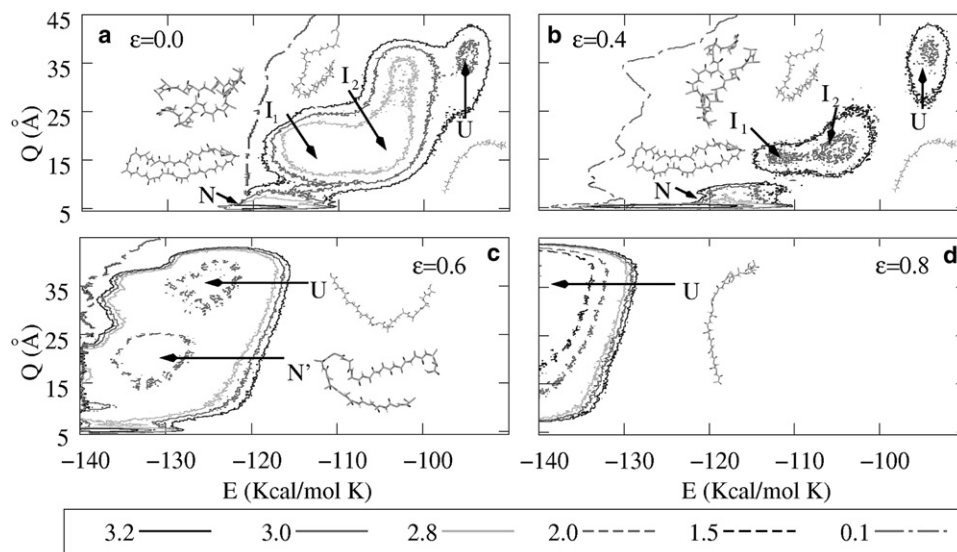 a ε=0.0
b ε=0.4
45
35
25
15
5
Q (Å)
I₁
I₂
U
N
I₁
I₂
U
N
ε=0.6 c
ε=0.8 d
35
25
15
5
Q (Å)
U
N'
U
−140 −130 −120 −110 −100
−140 −130 −120 −110 −100
E (Kcal/mol K)
E (Kcal/mol K)
3.2 3.0 2.8 2.0 1.5 0.1